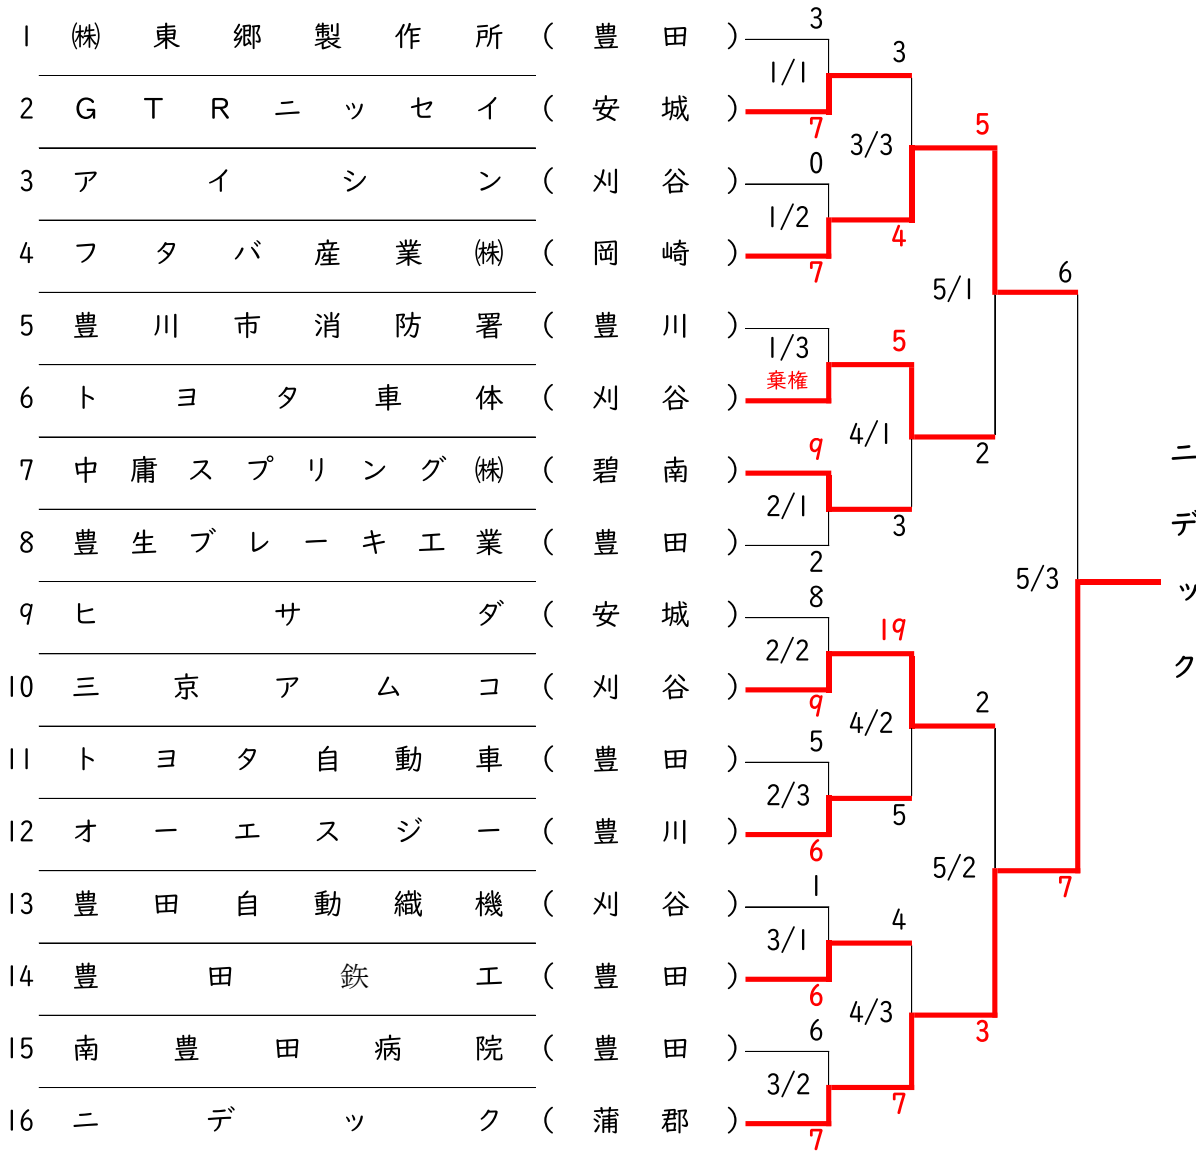 1 ㈱東郷製作所(豊田) 3
1/1 3
2 GTRニッセイ(安城) 7
3/3 5
3 アイシン(刈谷) 0
1/2 4
4 フタバ産業㈱(岡崎) 7
5/1 6
5 豊川市消防署(豊川)
1/3 5
棄権
6 トヨタ車体(刈谷)
4/1 2
7 中庸スプリング㈱(碧南) 9
2/1 3
8 豊生ブレーキ工業(豊田) 2
5/3 ニデック
9 ヒサダ(安城) 8
2/2 19
10 三京アムコ(刈谷) 9
4/2 2
11 トヨタ自動車(豊田) 5
2/3 5
12 オーエスジー(豊川) 6
5/2 7
13 豊田自動織機(刈谷) 1
3/1 4
14 豊田鉃工(豊田) 6
4/3 3
15 南豊田病院(豊田) 6
3/2 7
16 ニデック(蒲郡) 7